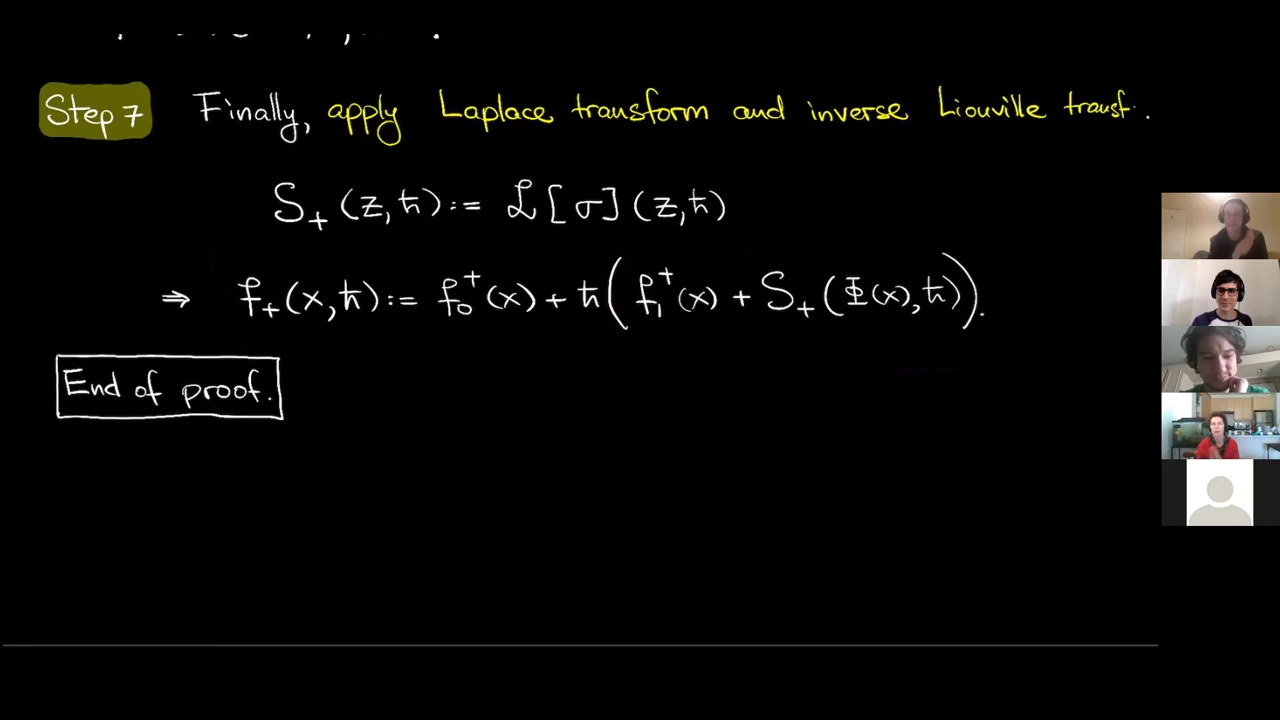 Step 7 Finally, apply Laplace transform and inverse Liouville transf.
S₊(z,ℏ) := ℒ[σ](z,ℏ)
⇒ f₊(x,ℏ) := f₀⁺(x) + ℏ(f₁⁺(x) + S₊(Φ(x),ℏ)).
End of proof.